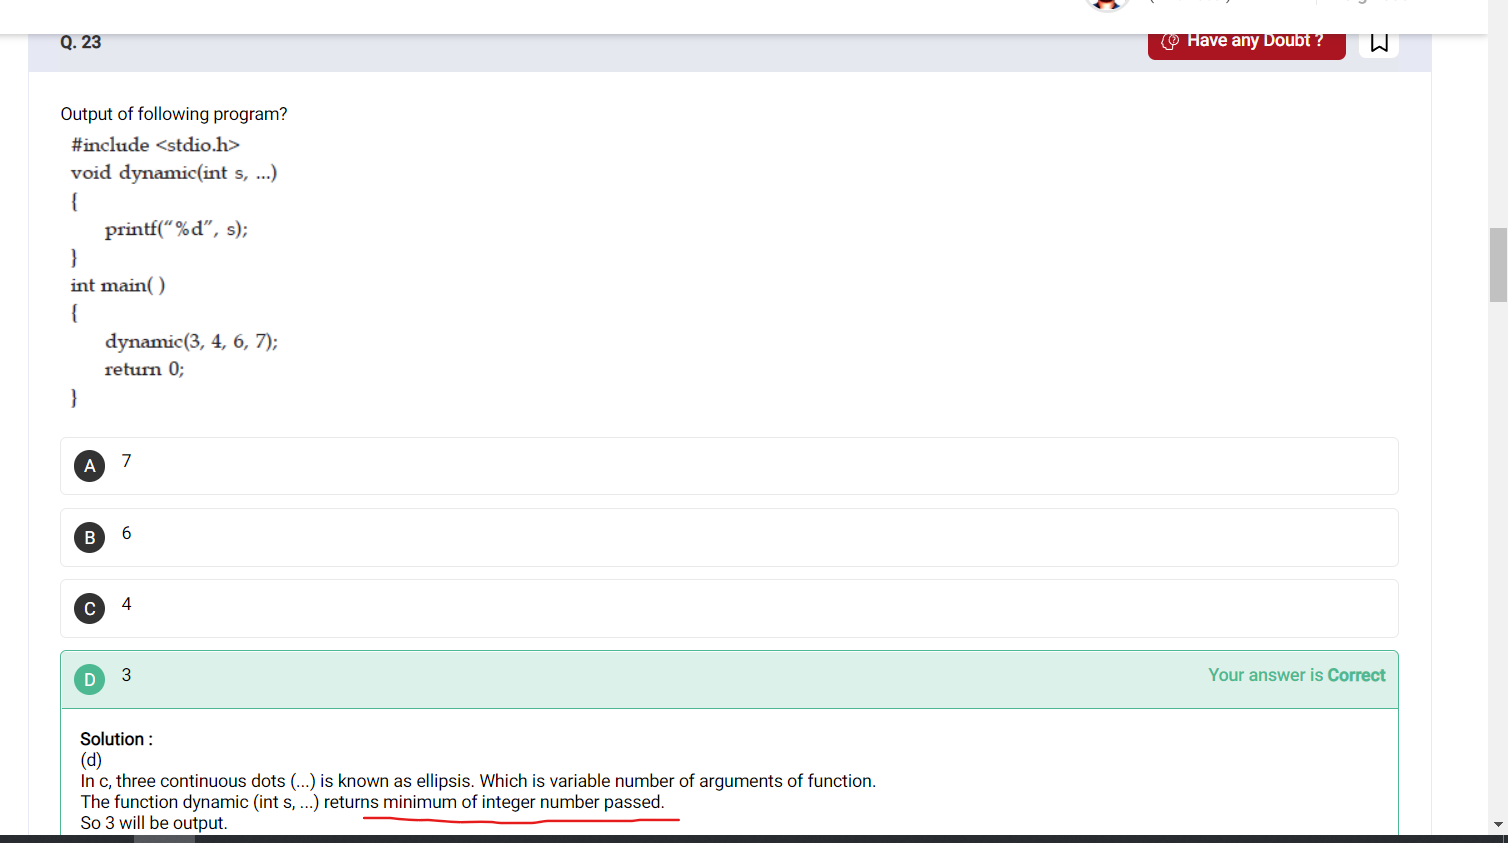 Q. 23
Have any Doubt ?
Output of following program?
#include <stdio.h>
void dynamic(int s, ...)
{
printf(“%d”, s);
}
int main( )
{
dynamic(3, 4, 6, 7);
return 0;
}
A 7
B 6
C 4
D 3
Your answer is Correct
Solution :
(d)
In c, three continuous dots (...) is known as ellipsis. Which is variable number of arguments of function.
The function dynamic (int s, ...) returns minimum of integer number passed.
So 3 will be output.